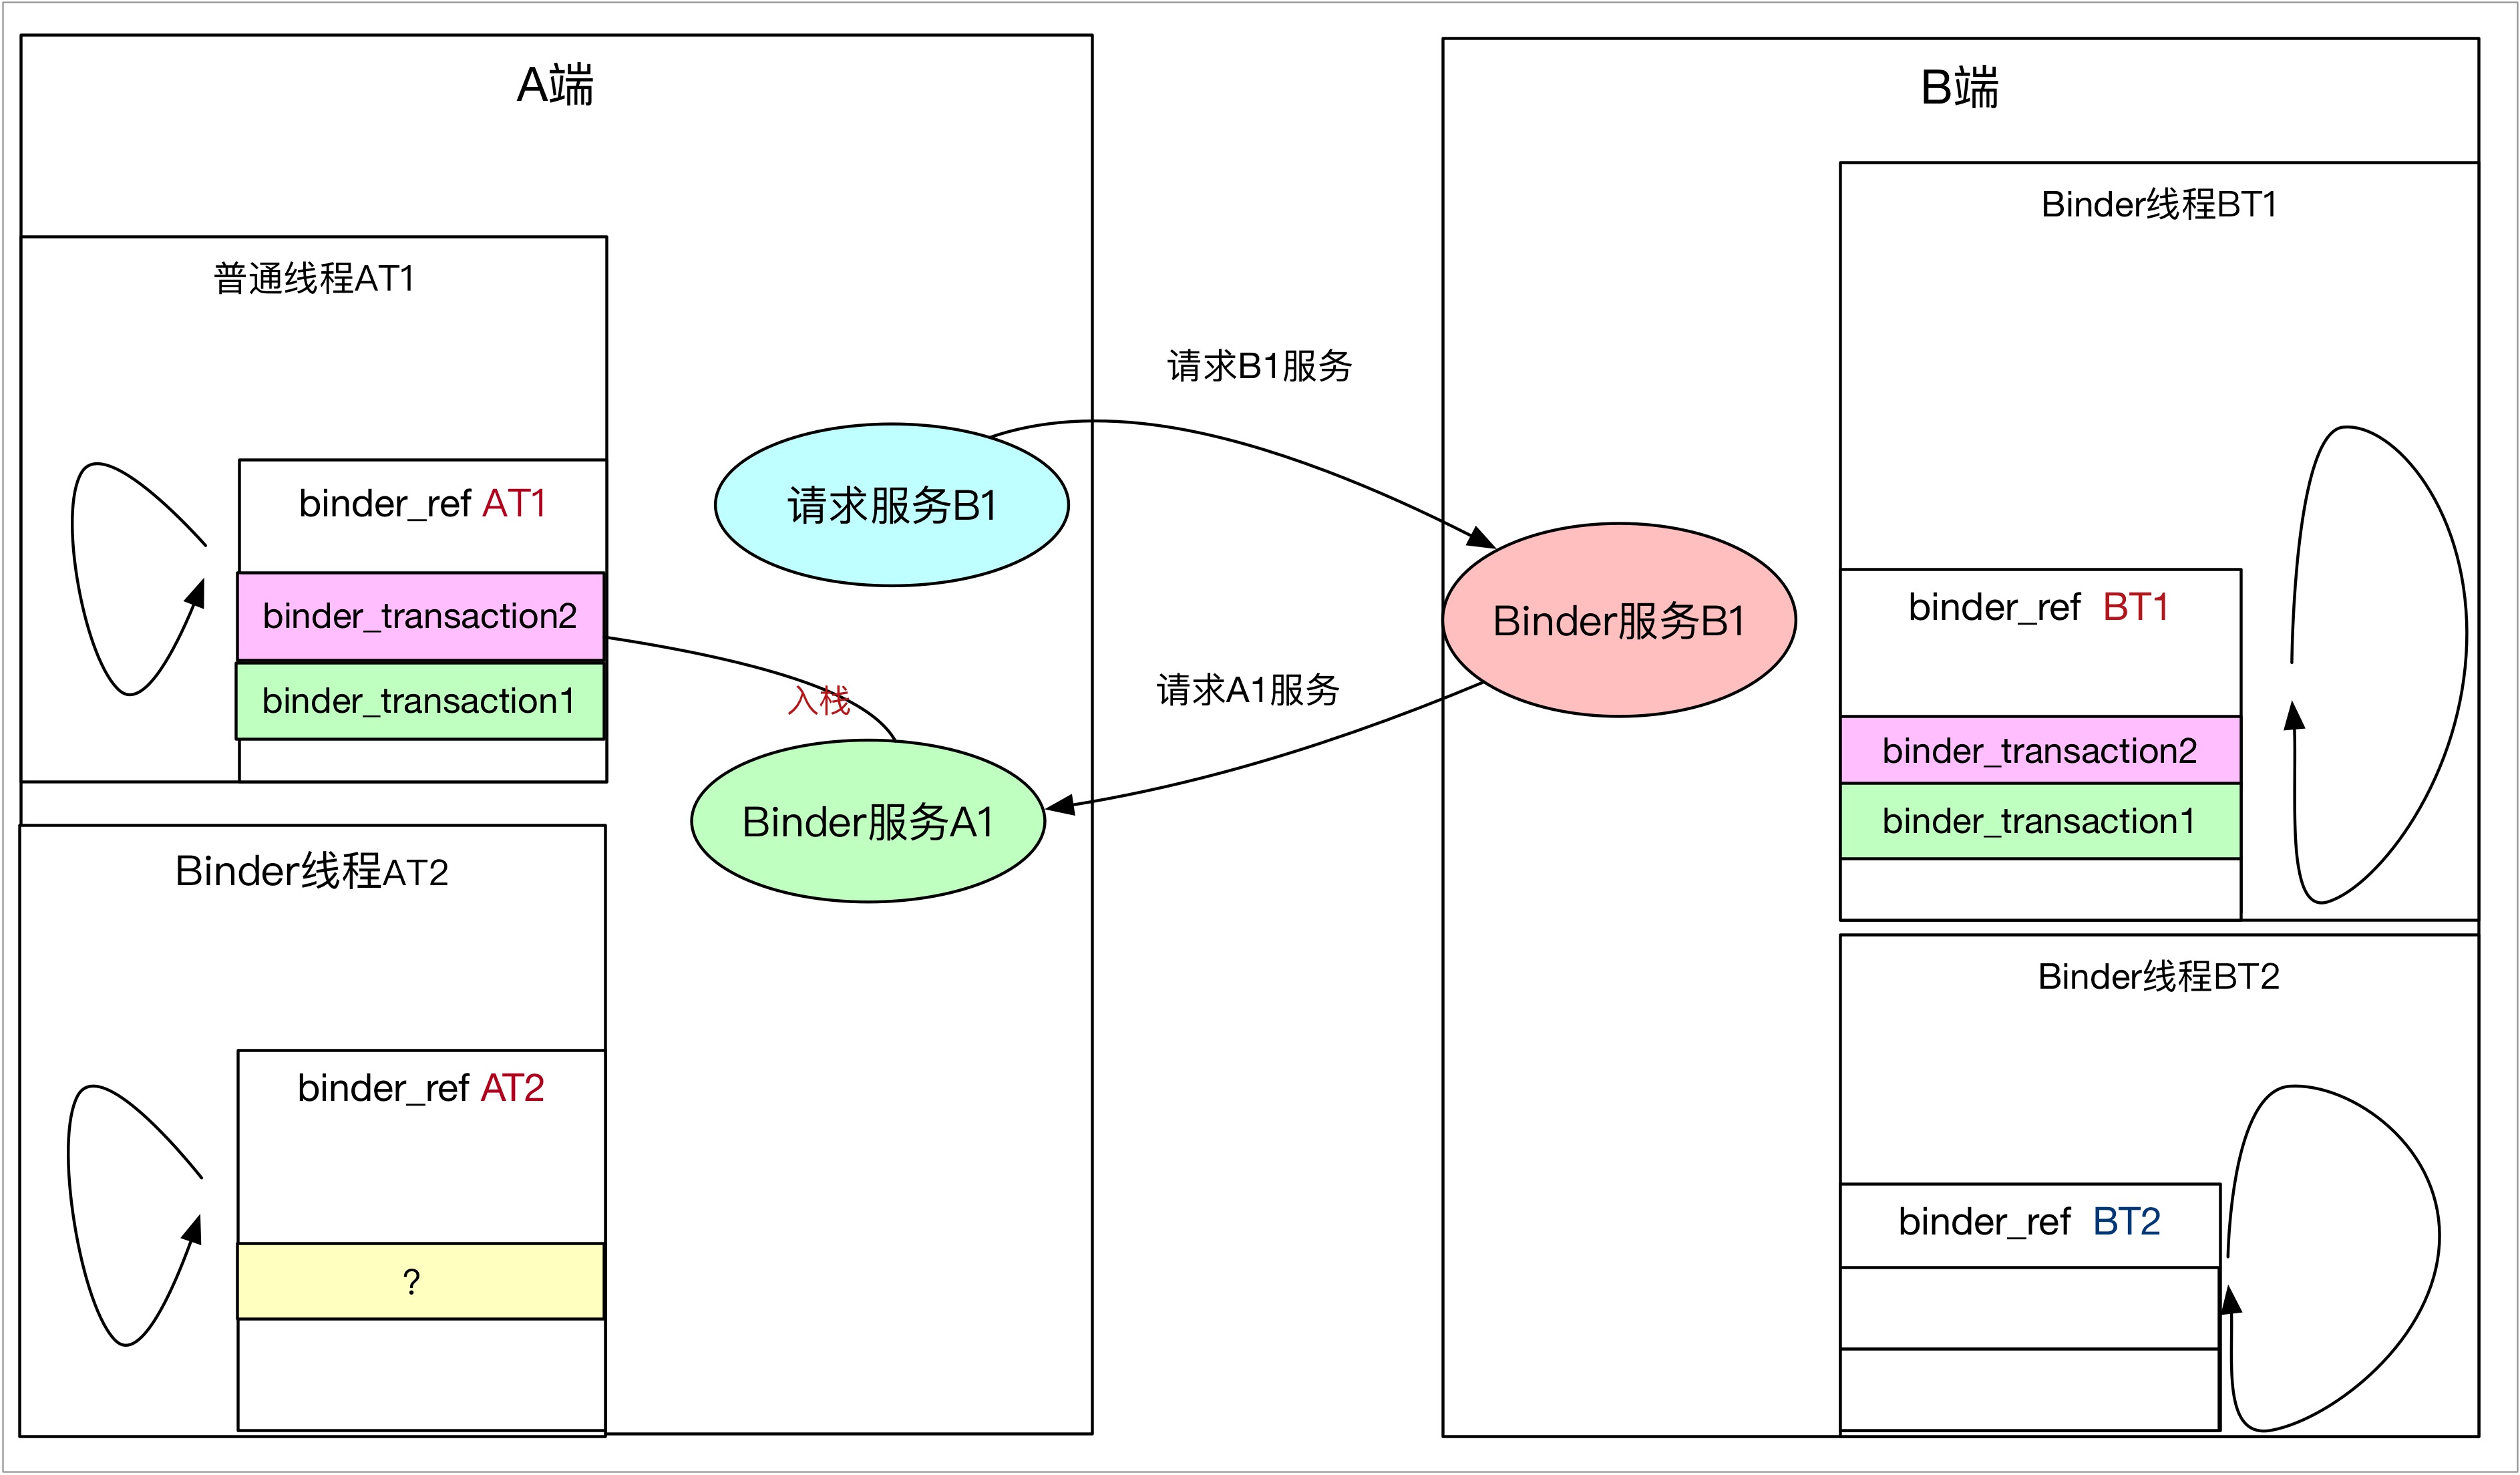 A端
普通线程AT1
binder_ref AT1
binder_transaction2
binder_transaction1
Binder线程AT2
binder_ref AT2
?
请求服务B1
入栈
Binder服务A1
请求B1服务
请求A1服务
B端
Binder服务B1
Binder线程BT1
binder_ref BT1
binder_transaction2
binder_transaction1
Binder线程BT2
binder_ref BT2